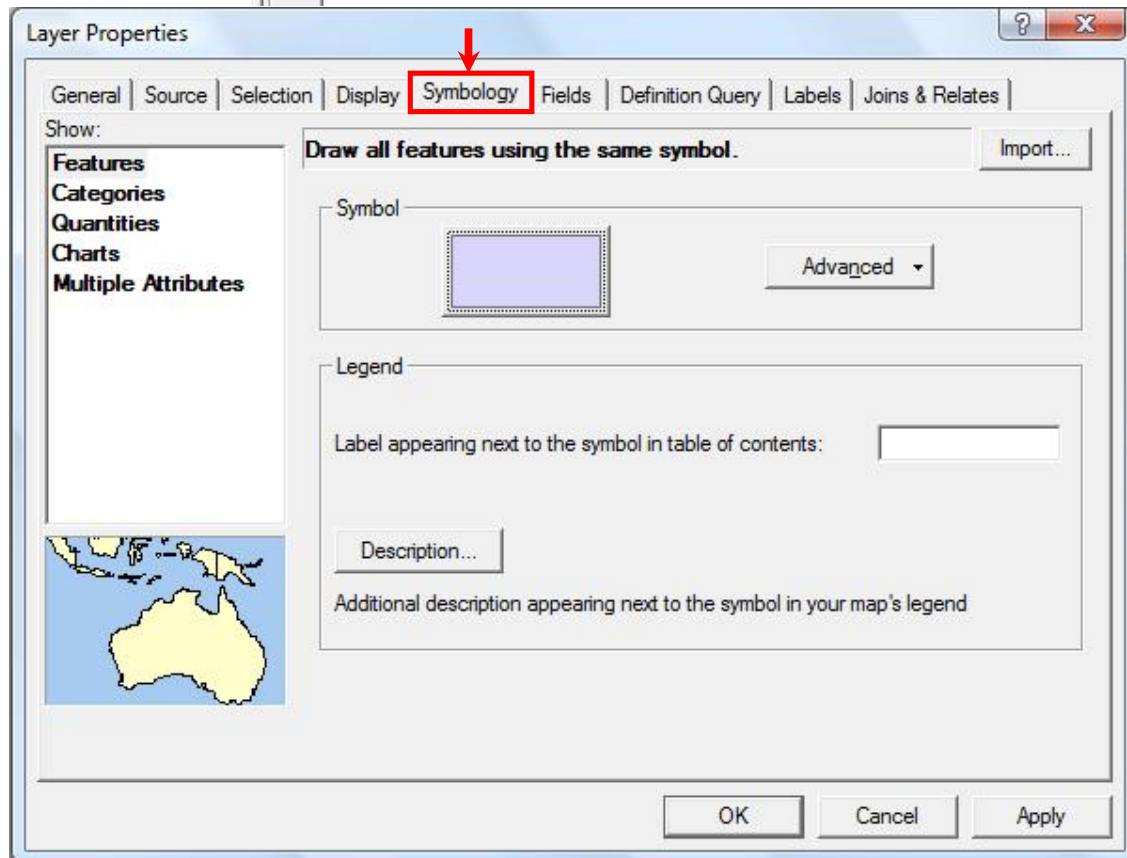 Layer Properties
General Source Selection Display Symbology Fields Definition Query Labels Joins & Relates
Show:
Features
Categories
Quantities
Charts
Multiple Attributes
Draw all features using the same symbol.
Import...
Symbol
Advanced
Legend
Label appearing next to the symbol in table of contents:
Description...
Additional description appearing next to the symbol in your map's legend
OK Cancel Apply